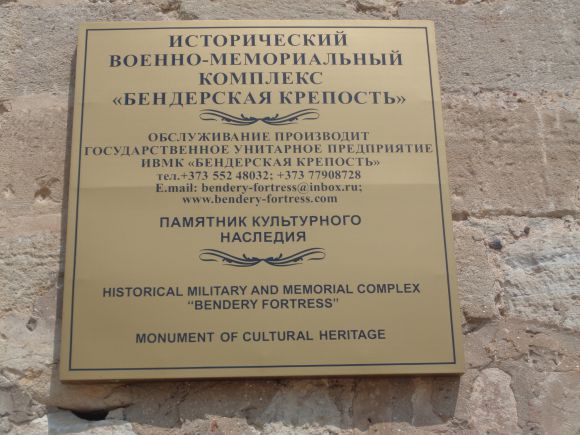 ИСТОРИЧЕСКИЙ
ВОЕННО-МЕМОРИАЛЬНЫЙ
КОМПЛЕКС
«БЕНДЕРСКАЯ КРЕПОСТЬ»
ОБСЛУЖИВАНИЕ ПРОИЗВОДИТ
ГОСУДАРСТВЕННОЕ УНИТАРНОЕ ПРЕДПРИЯТИЕ
ИВМК «БЕНДЕРСКАЯ КРЕПОСТЬ»
тел.+373 552 48032; +373 77908728
E.mail: bendery-fortress@inbox.ru;
www.bendery-fortress.com
ПАМЯТНИК КУЛЬТУРНОГО
НАСЛЕДИЯ
HISTORICAL MILITARY AND MEMORIAL COMPLEX
“BENDERY FORTRESS”
MONUMENT OF CULTURAL HERITAGE